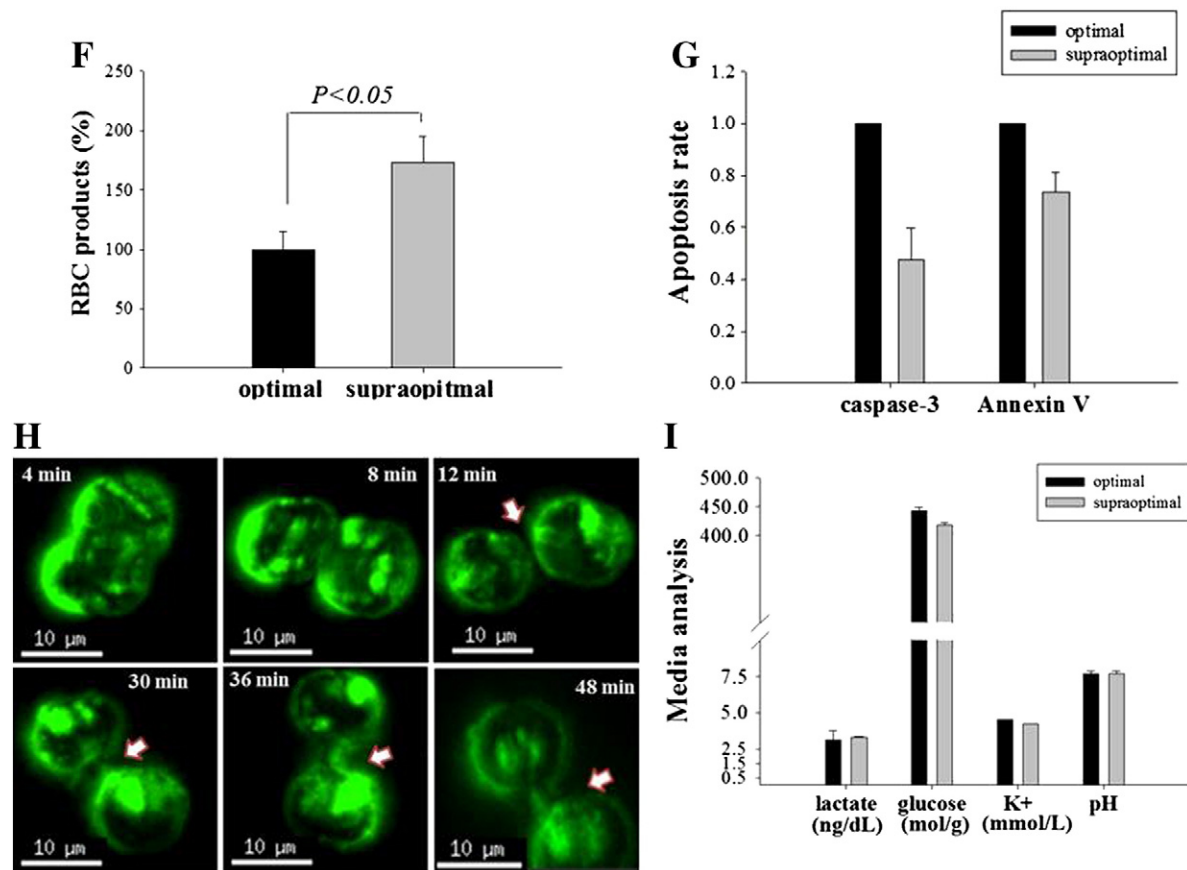 F
RBC products (%)
250
200
150
100
50
0
P<0.05
optimal
supraopitmal
G
optimal
supraoptimal
Apoptosis rate
1.2
1.0
0.8
0.6
0.4
0.2
0.0
caspase-3
Annexin V
H
4 min
10 µm
8 min
10 µm
12 min
10 µm
30 min
10 µm
36 min
10 µm
48 min
10 µm
I
optimal
supraoptimal
Media analysis
500.0
450.0
400.0
7.5
5.0
2.5
1.5
0.5
lactate
(ng/dL)
glucose
(mol/g)
K+
(mmol/L)
pH